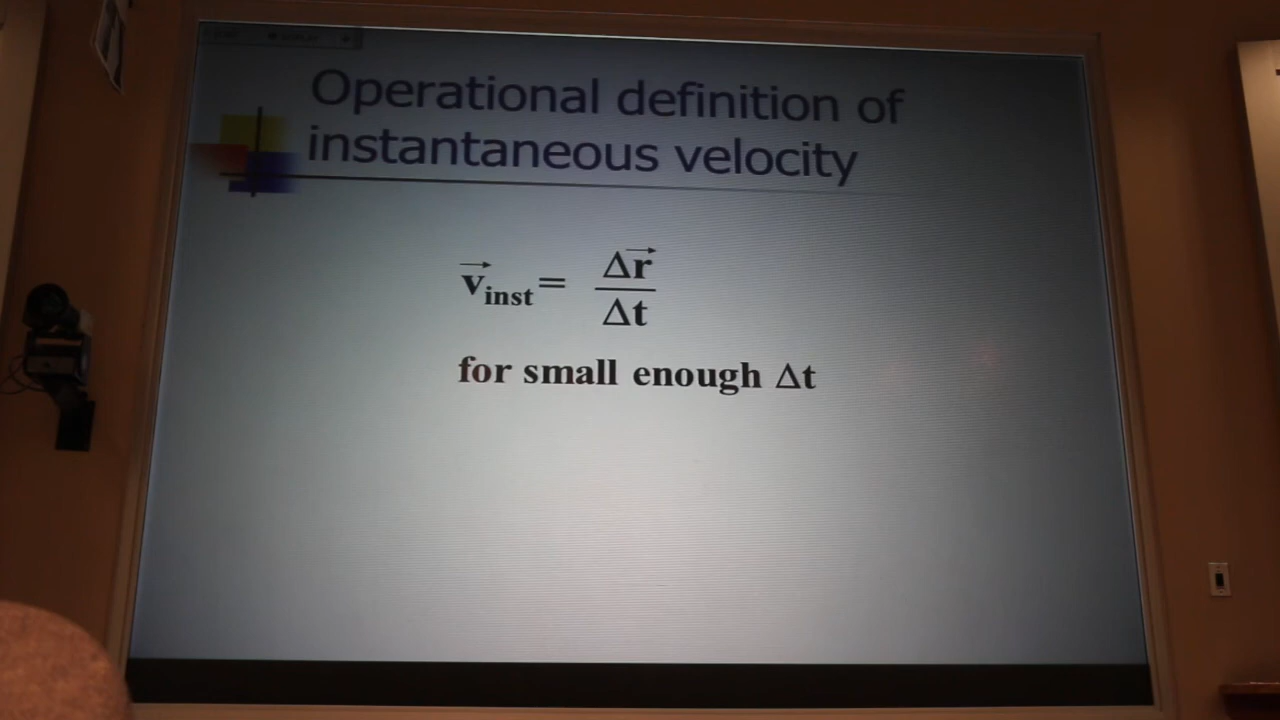 Operational definition of
instantaneous velocity
v⃗inst = Δr⃗ / Δt
for small enough Δt